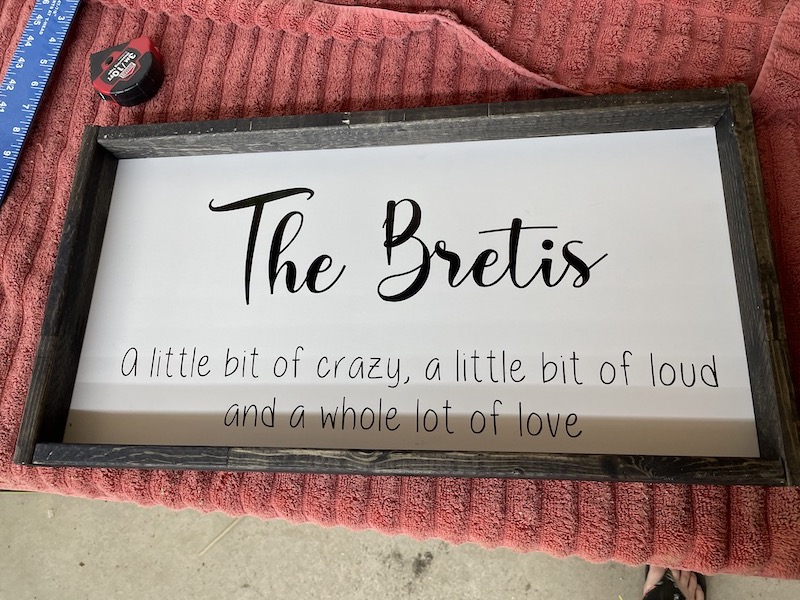 The Bretis
a little bit of crazy, a little bit of loud
and a whole lot of love